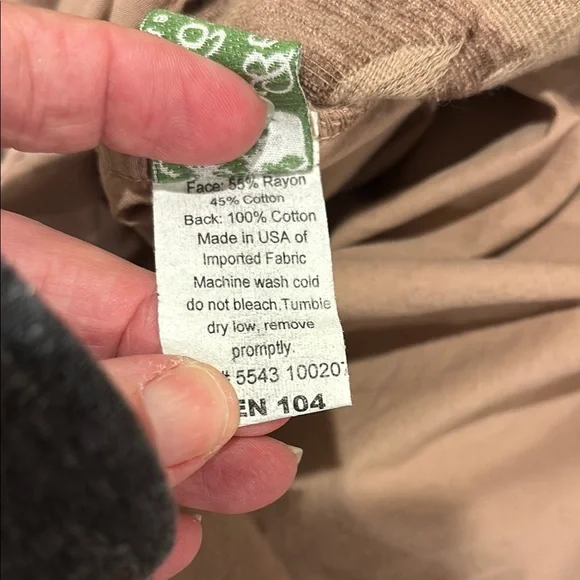 Face: 55% Rayon
45% Cotton
Back: 100% Cotton
Made in USA of
Imported Fabric
Machine wash cold
do not bleach,Tumble
dry low, remove
promptly.
# 5543 100207
EN 104